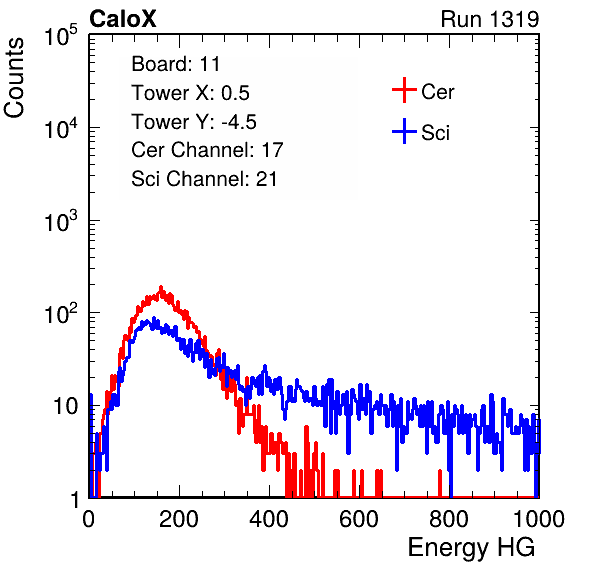 CaloX Run 1319
Counts
Board: 11
Tower X: 0.5
Tower Y: -4.5
Cer Channel: 17
Sci Channel: 21
Cer
Sci
10^5
10^4
10^3
10^2
10
1
0 200 400 600 800 1000
Energy HG